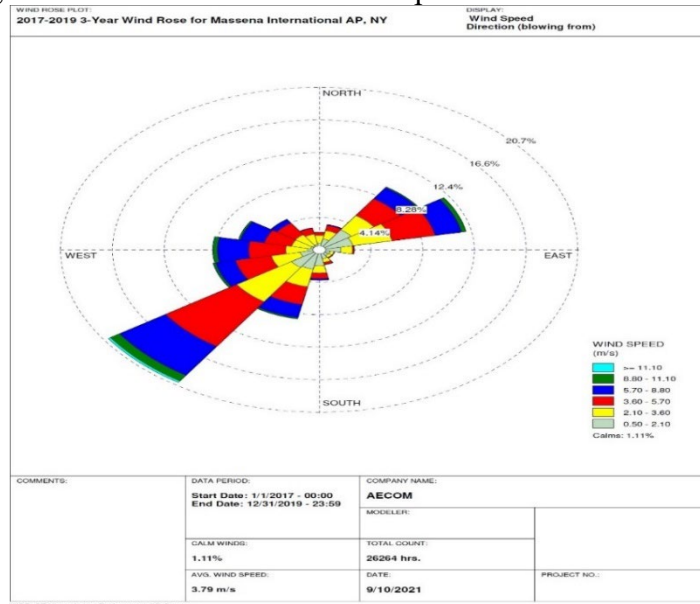 WIND ROSE PLOT:
2017-2019 3-Year Wind Rose for Massena International AP, NY
DISPLAY:
Wind Speed
Direction (blowing from)
NORTH
20.7%
16.6%
12.4%
8.28%
4.14%
WEST
EAST
SOUTH
WIND SPEED
(m/s)
>= 11.10
8.80 - 11.10
5.70 - 8.80
3.60 - 5.70
2.10 - 3.60
0.50 - 2.10
Calms: 1.11%
COMMENTS:
DATA PERIOD:
Start Date: 1/1/2017 - 00:00
End Date: 12/31/2019 - 23:59
COMPANY NAME:
AECOM
MODELER:
CALM WINDS:
1.11%
TOTAL COUNT:
26264 hrs.
AVG. WIND SPEED:
3.79 m/s
DATE:
9/10/2021
PROJECT NO.: